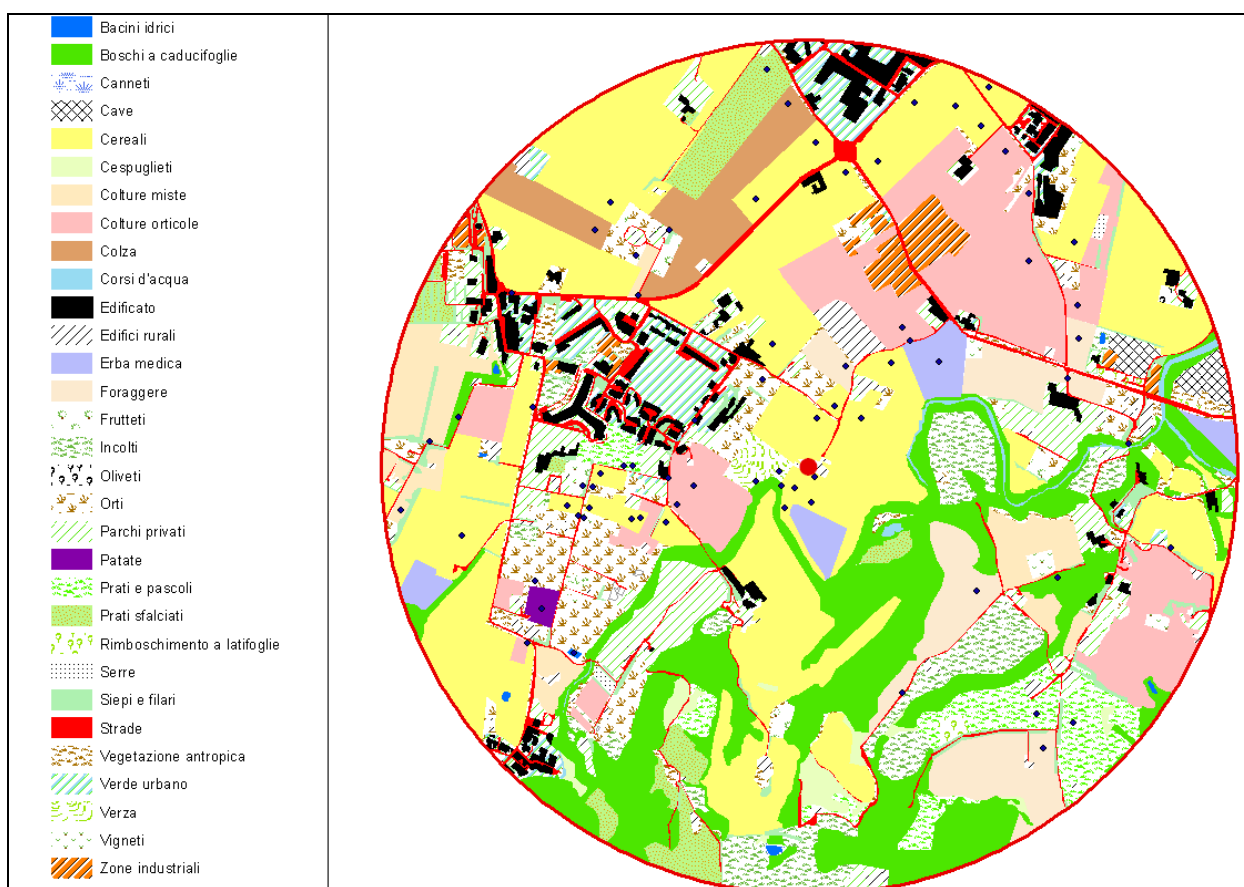 Bacini idrici
Boschi a caducifoglie
Canneti
Cave
Cereali
Cespuglieti
Colture miste
Colture orticole
Colza
Corsi d'acqua
Edificato
Edifici rurali
Erba medica
Foraggere
Frutteti
Incolti
Oliveti
Orti
Parchi privati
Patate
Prati e pascoli
Prati sfalciati
Rimboschimento a latifoglie
Serre
Siepi e filari
Strade
Vegetazione antropica
Verde urbano
Verza
Vigneti
Zone industriali